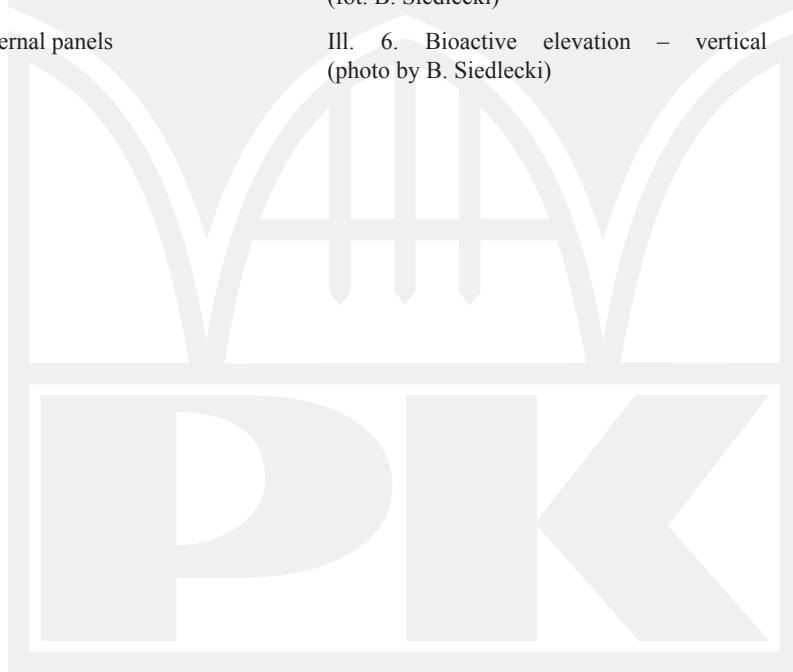 (fot. B. Siedlecki)
ernal panels
Ill. 6. Bioactive elevation – vertical
(photo by B. Siedlecki)
PK